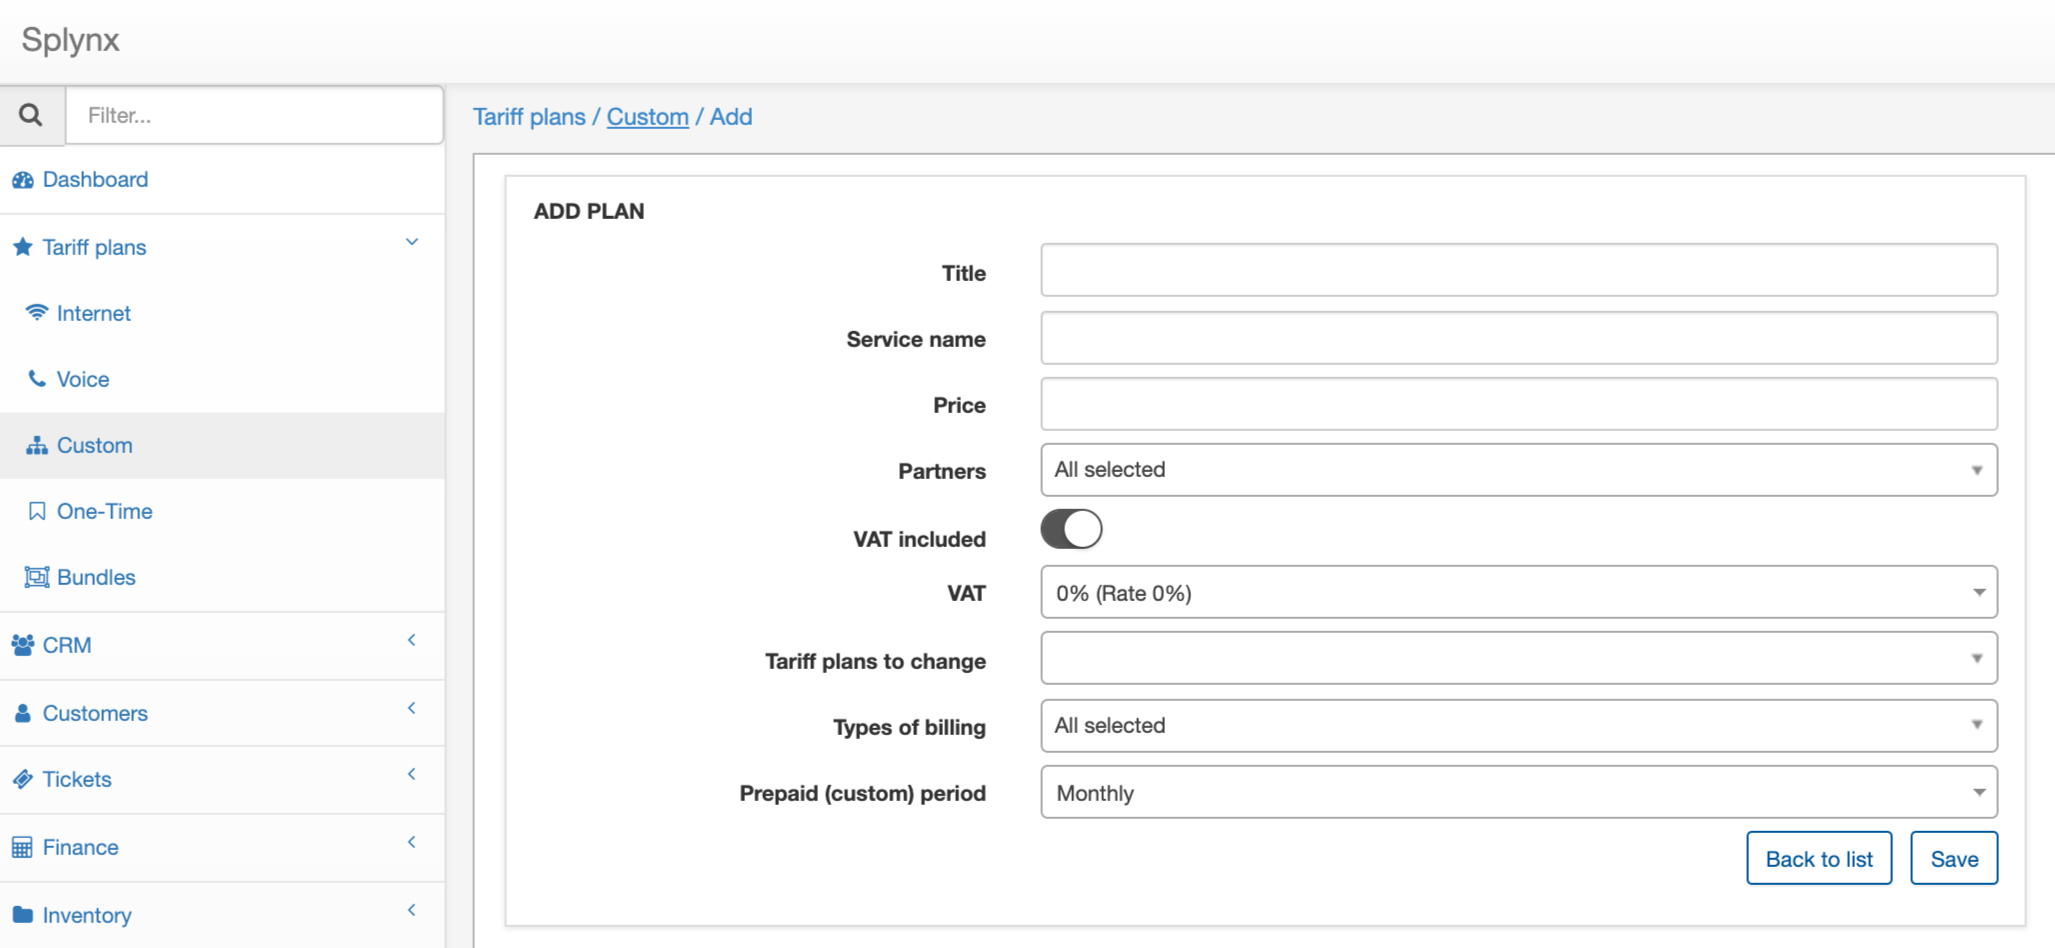 Splynx
Filter...
Dashboard
Tariff plans
Internet
Voice
Custom
One-Time
Bundles
CRM
Customers
Tickets
Finance
Inventory
Tariff plans / Custom / Add
ADD PLAN
Title
Service name
Price
Partners All selected
VAT included
VAT 0% (Rate 0%)
Tariff plans to change
Types of billing All selected
Prepaid (custom) period Monthly
Back to list Save